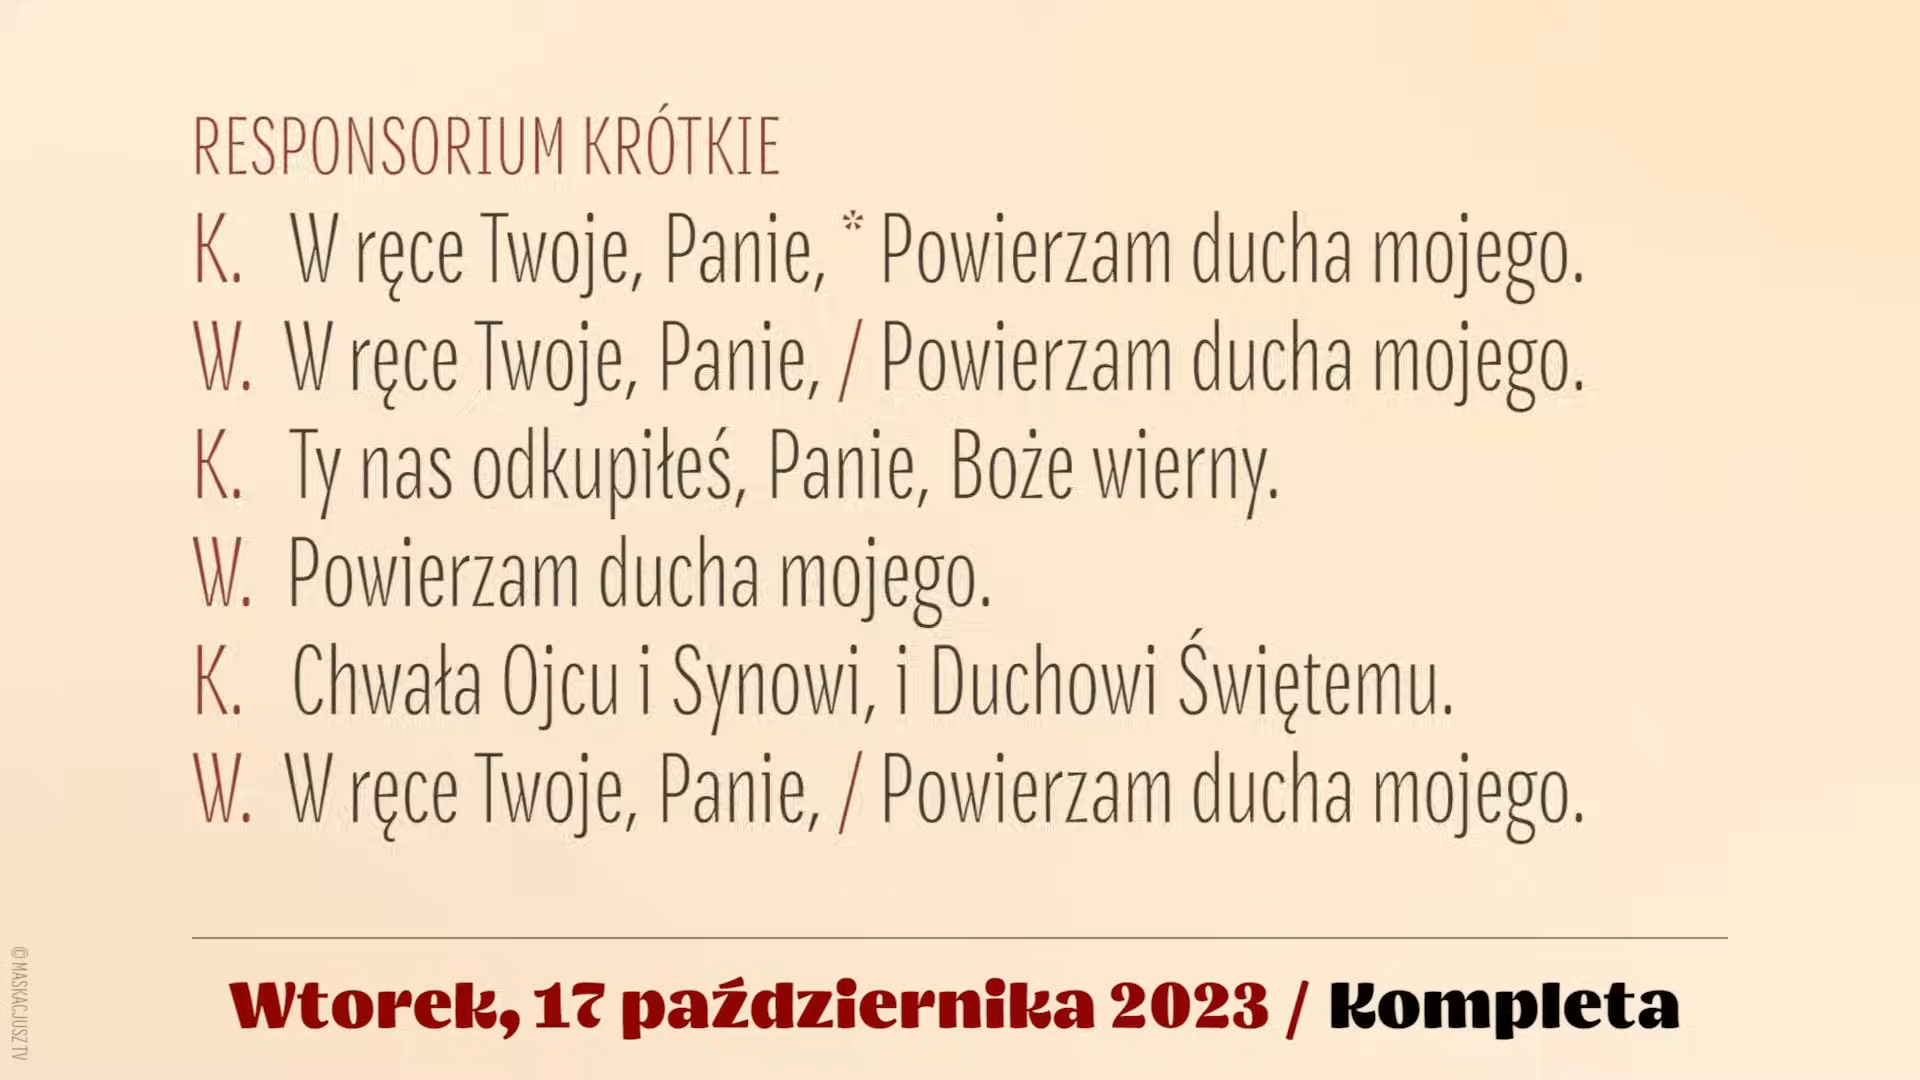 RESPONSORIUM KRÓTKIE
K. W ręce Twoje, Panie, * Powierzam ducha mojego.
W. W ręce Twoje, Panie, / Powierzam ducha mojego.
K. Ty nas odkupiłeś, Panie, Boże wierny.
W. Powierzam ducha mojego.
K. Chwała Ojcu i Synowi, i Duchowi Świętemu.
W. W ręce Twoje, Panie, / Powierzam ducha mojego.
Wtorek, 17 października 2023 / Kompleta
© MASKACJUSZ TV